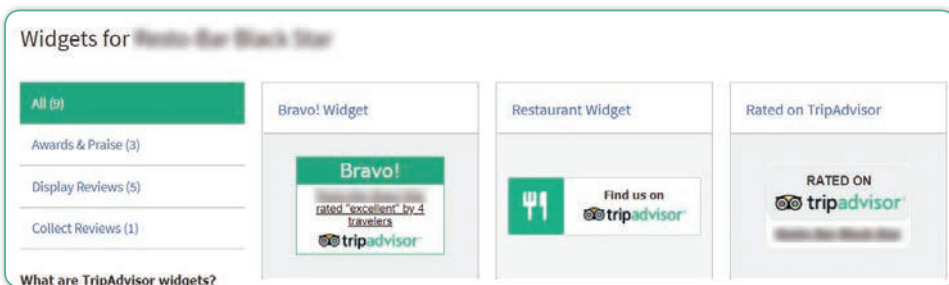 Widgets for
All (9)
Awards & Praise (3)
Display Reviews (5)
Collect Reviews (1)
What are TripAdvisor widgets?
Bravo! Widget
Bravo!
rated "excellent" by 4
travelers
tripadvisor
Restaurant Widget
Find us on
tripadvisor
Rated on TripAdvisor
RATED ON
tripadvisor